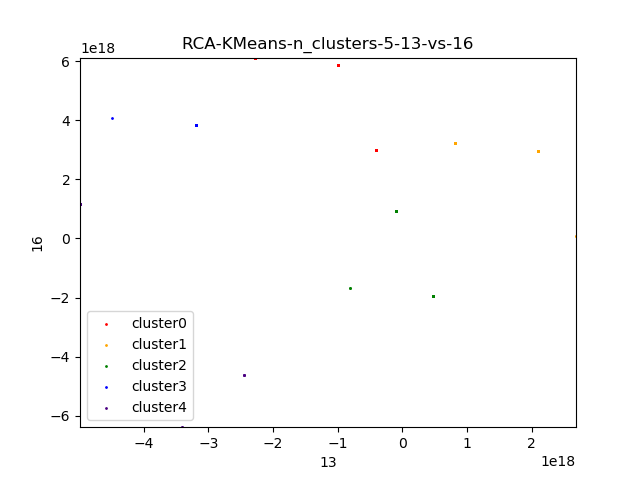 RCA-KMeans-n_clusters-5-13-vs-16
1e18
6
4
2
0
−2
−4
−6
16
cluster0
cluster1
cluster2
cluster3
cluster4
−4 −3 −2 −1 0 1 2
13
1e18